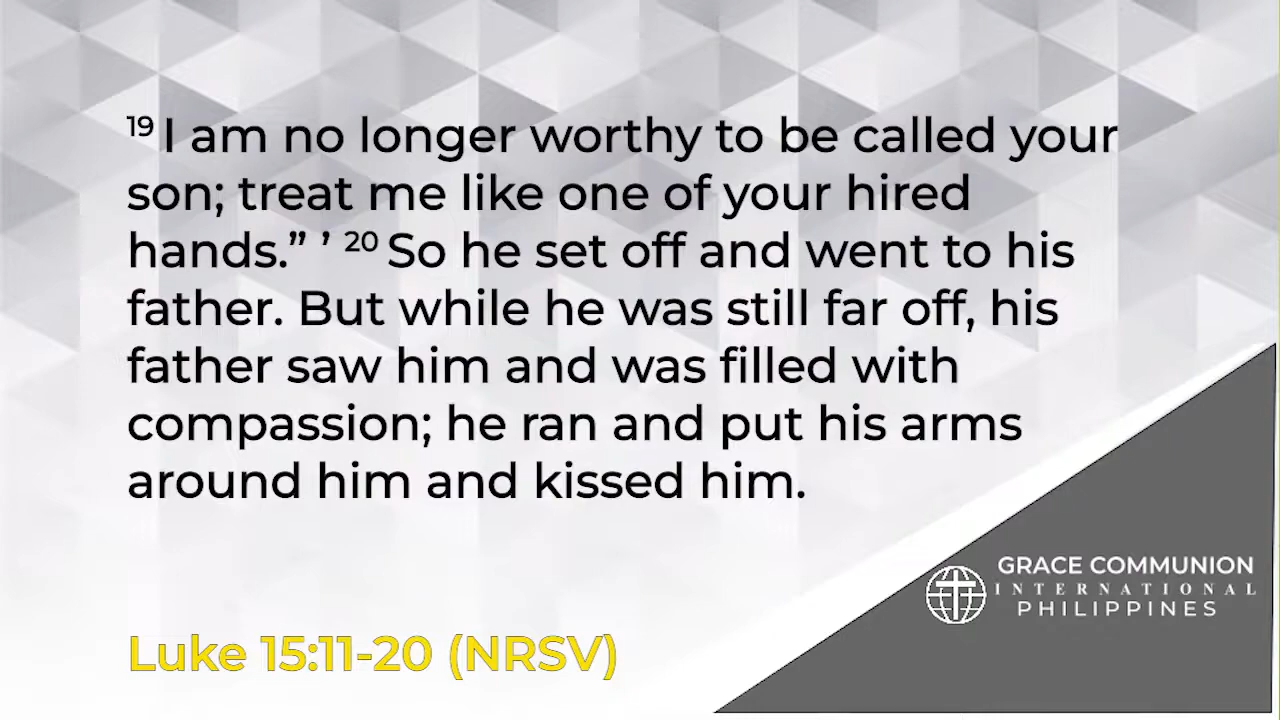 19 I am no longer worthy to be called your
son; treat me like one of your hired
hands.” ’ 20 So he set off and went to his
father. But while he was still far off, his
father saw him and was filled with
compassion; he ran and put his arms
around him and kissed him.
GRACE COMMUNION
INTERNATIONAL
PHILIPPINES
Luke 15:11-20 (NRSV)